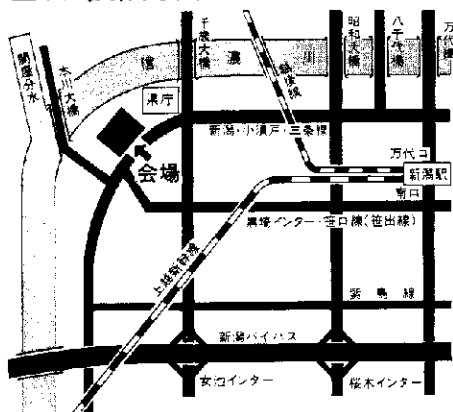 千歳大橋
昭和大橋
八千代橋
万代橋
関屋分水
本川大橋
信濃川
越後線
県庁
新潟・小須戸・三条線
万代口
新潟駅
南口
会場
黒埼インター・笹口線(笹出線)
上越新幹線
紫鳥線
新潟バイパス
女池インター
桜木インター